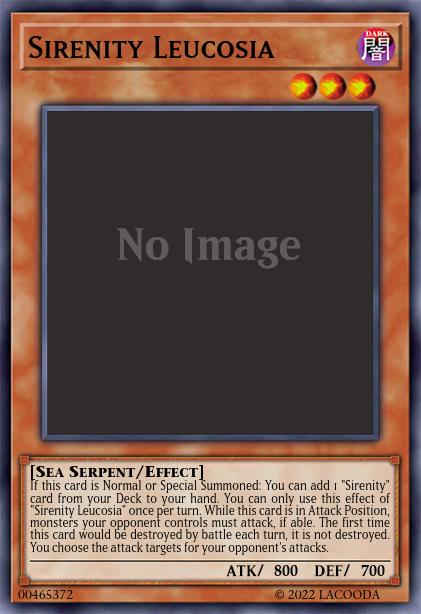 Sirenity Leucosia
DARK
闇
No Image
[Sea Serpent/Effect]
If this card is Normal or Special Summoned: You can add 1 "Sirenity"
card from your Deck to your hand. You can only use this effect of
"Sirenity Leucosia" once per turn. While this card is in Attack Position,
monsters your opponent controls must attack, if able. The first time
this card would be destroyed by battle each turn, it is not destroyed.
You choose the attack targets for your opponent's attacks.
ATK/ 800 DEF/ 700
00465372 © 2022 LACOODA